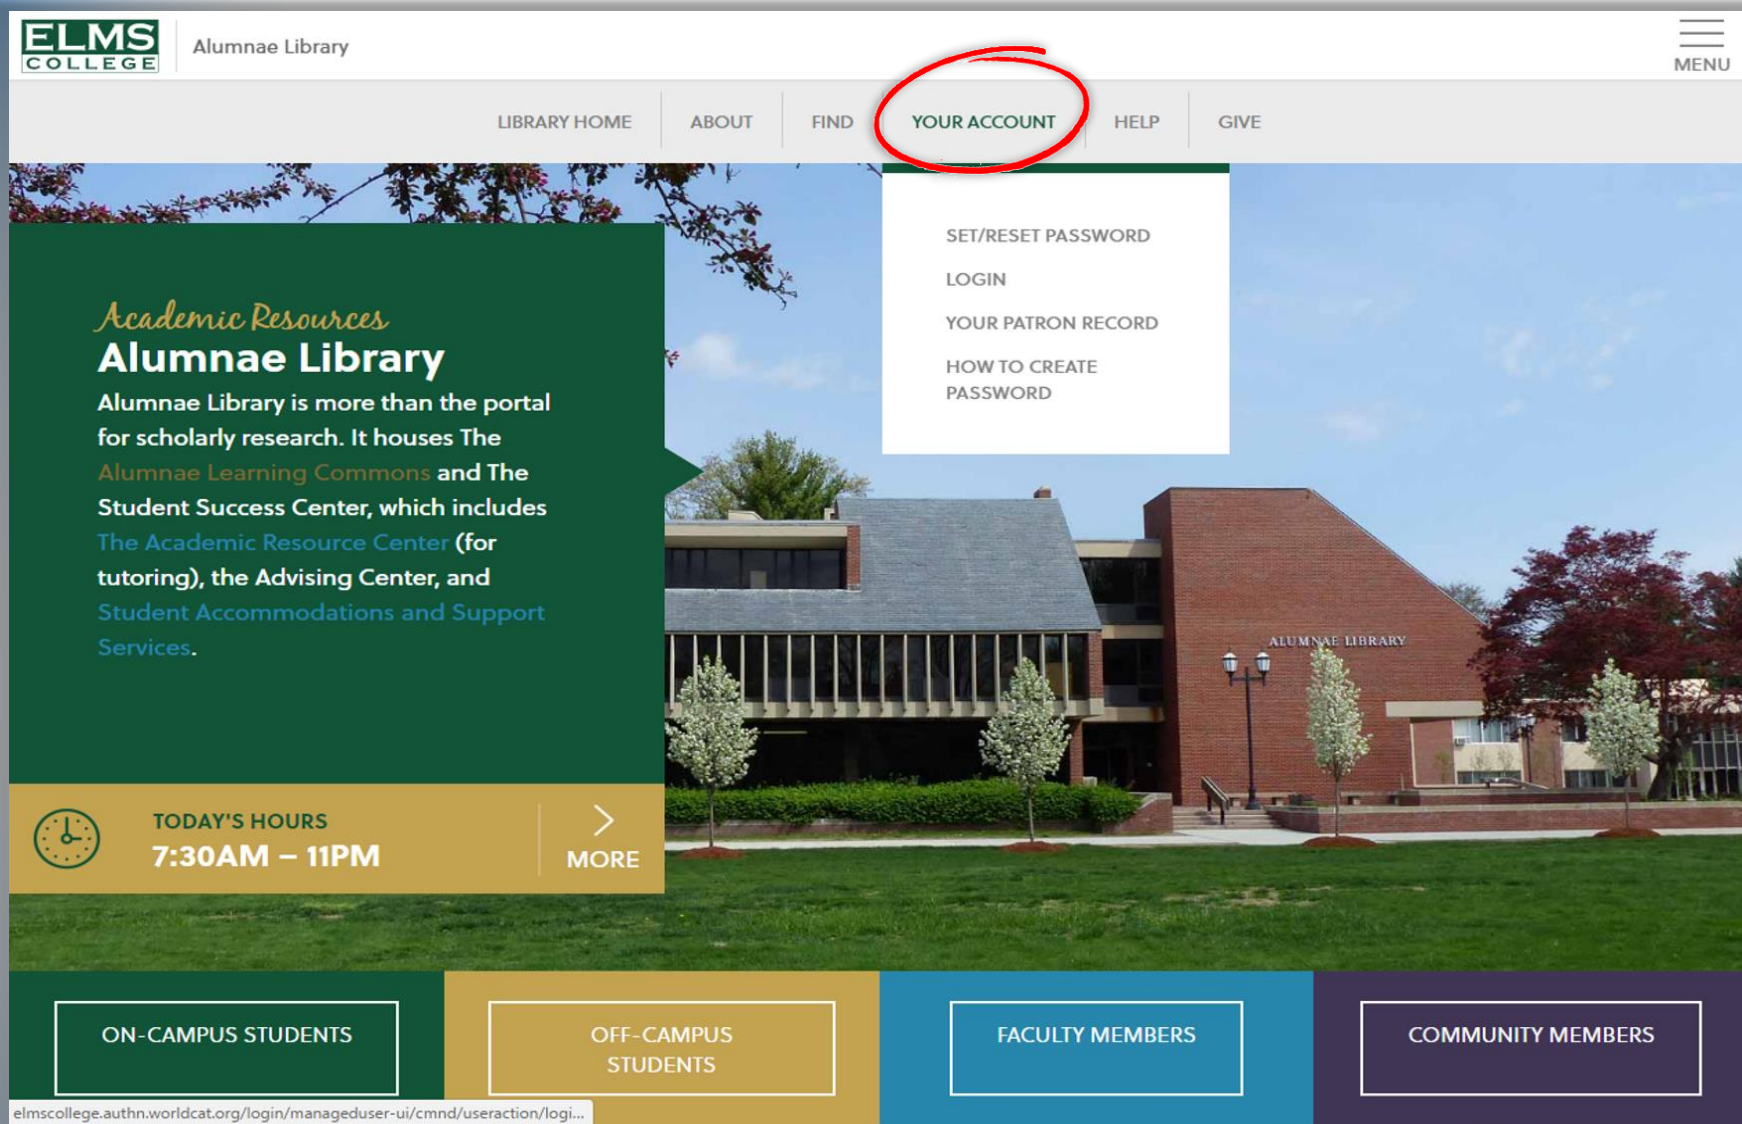 ELMS
COLLEGE
Alumnae Library
MENU
LIBRARY HOME
ABOUT
FIND
YOUR ACCOUNT
HELP
GIVE
SET/RESET PASSWORD
LOGIN
YOUR PATRON RECORD
HOW TO CREATE
PASSWORD
Academic Resources
Alumnae Library
Alumnae Library is more than the portal
for scholarly research. It houses The
Alumnae Learning Commons and The
Student Success Center, which includes
The Academic Resource Center (for
tutoring), the Advising Center, and
Student Accommodations and Support
Services.
ALUMNAE LIBRARY
TODAY'S HOURS
7:30AM – 11PM
MORE
ON-CAMPUS STUDENTS
OFF-CAMPUS
STUDENTS
FACULTY MEMBERS
COMMUNITY MEMBERS
elmscollege.authn.worldcat.org/login/manageduser-ui/cmnd/useraction/logi...